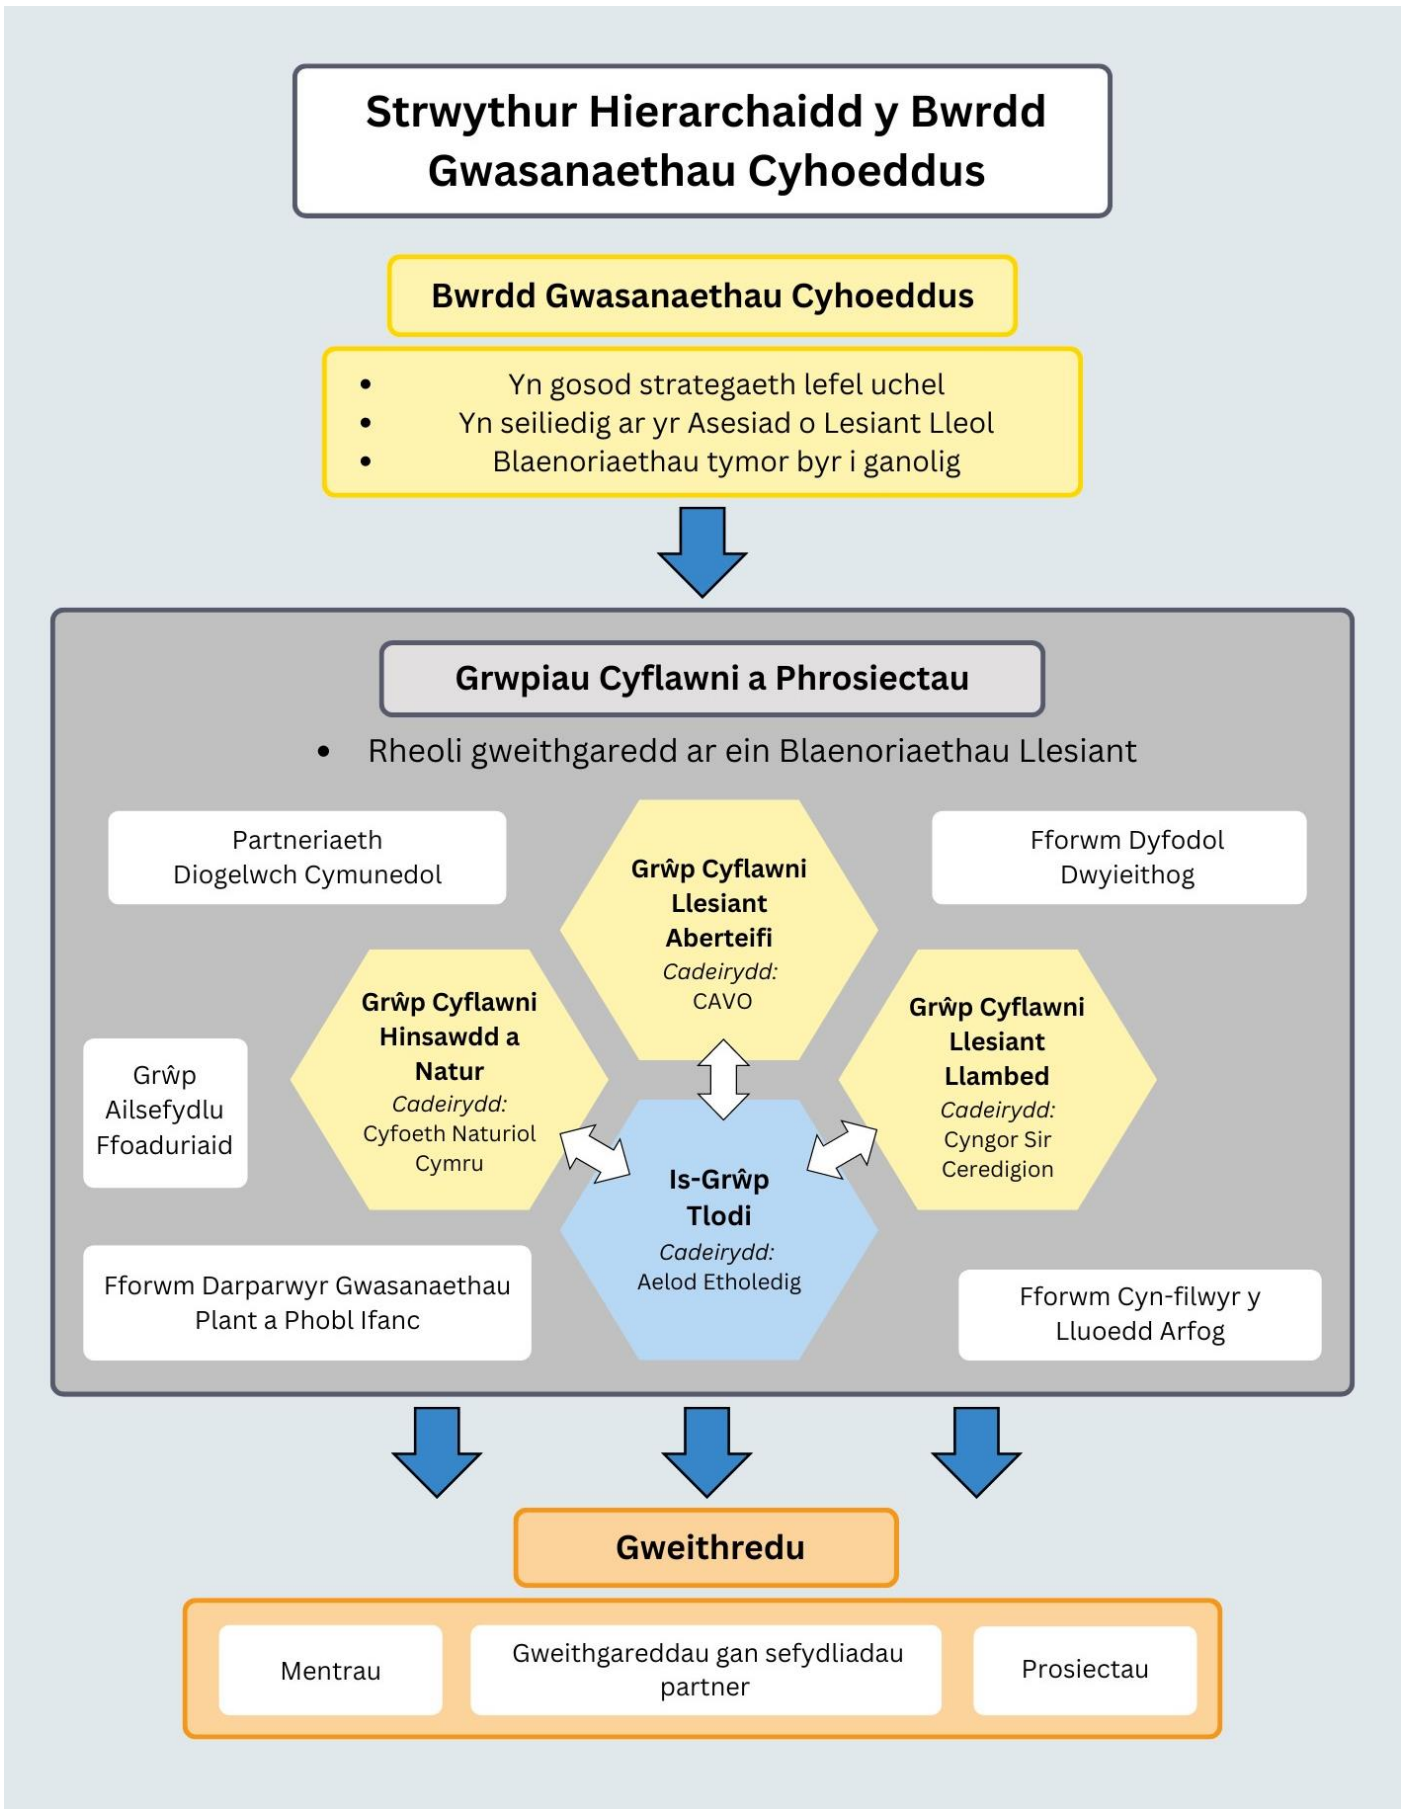 Strwythur Hierarchaidd y Bwrdd
Gwasanaethau Cyhoeddus
Bwrdd Gwasanaethau Cyhoeddus
• Yn gosod strategaeth lefel uchel
• Yn seiliedig ar yr Asesiad o Lesiant Lleol
• Blaenoriaethau tymor byr i ganolig
Grwpiau Cyflawni a Phrosiectau
• Rheoli gweithgaredd ar ein Blaenoriaethau Llesiant
Partneriaeth
Diogelwch Cymunedol
Grŵp Cyflawni
Llesiant
Aberteifi
Cadeirydd:
CAVO
Fforwm Dyfodol
Dwyieithog
Grŵp Cyflawni
Hinsawdd a
Natur
Cadeirydd:
Cyfoeth Naturiol
Cymru
Grŵp Cyflawni
Llesiant
Llambed
Cadeirydd:
Cyngor Sir
Ceredigion
Grŵp
Ailsefydlu
Ffoaduriaid
Is-Grŵp
Tlodi
Cadeirydd:
Aelod Etholedig
Fforwm Darparwyr Gwasanaethau
Plant a Phobl Ifanc
Fforwm Cyn-filwyr y
Lluoedd Arfog
Gweithredu
Mentrau
Gweithgareddau gan sefydliadau
partner
Prosiectau